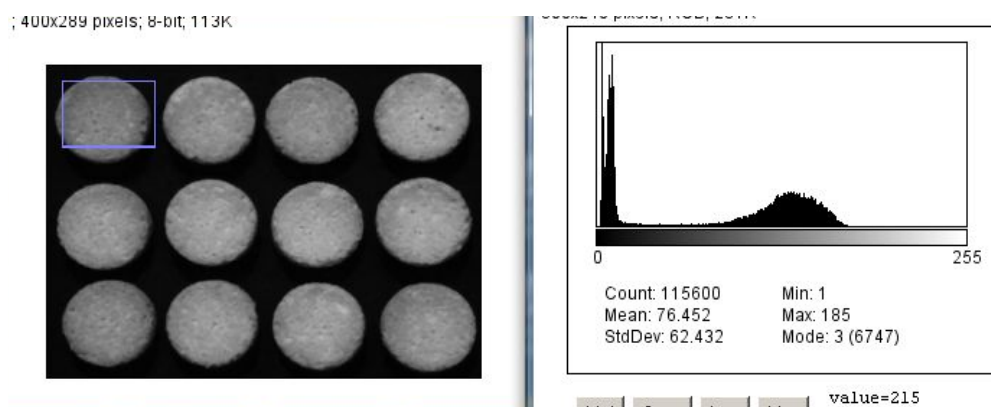 ; 400x289 pixels; 8-bit; 113K
0
255
Count: 115600
Min: 1
Mean: 76.452
Max: 185
StdDev: 62.432
Mode: 3 (6747)
value=215